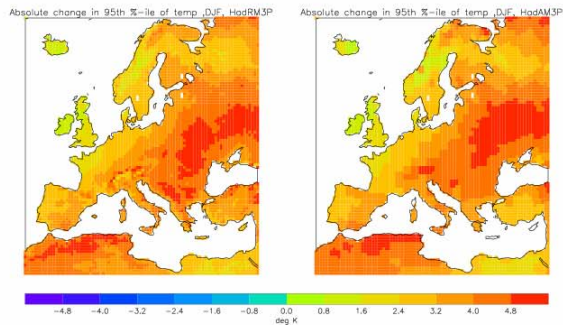 Absolute change in 95th %-ile of temp ,DJF, HadRM3P
Absolute change in 95th %-ile of temp ,DJF, HadAM3P
-4.8 -4.0 -3.2 -2.4 -1.6 -0.8 0.0 0.8 1.6 2.4 3.2 4.0 4.8
deg K